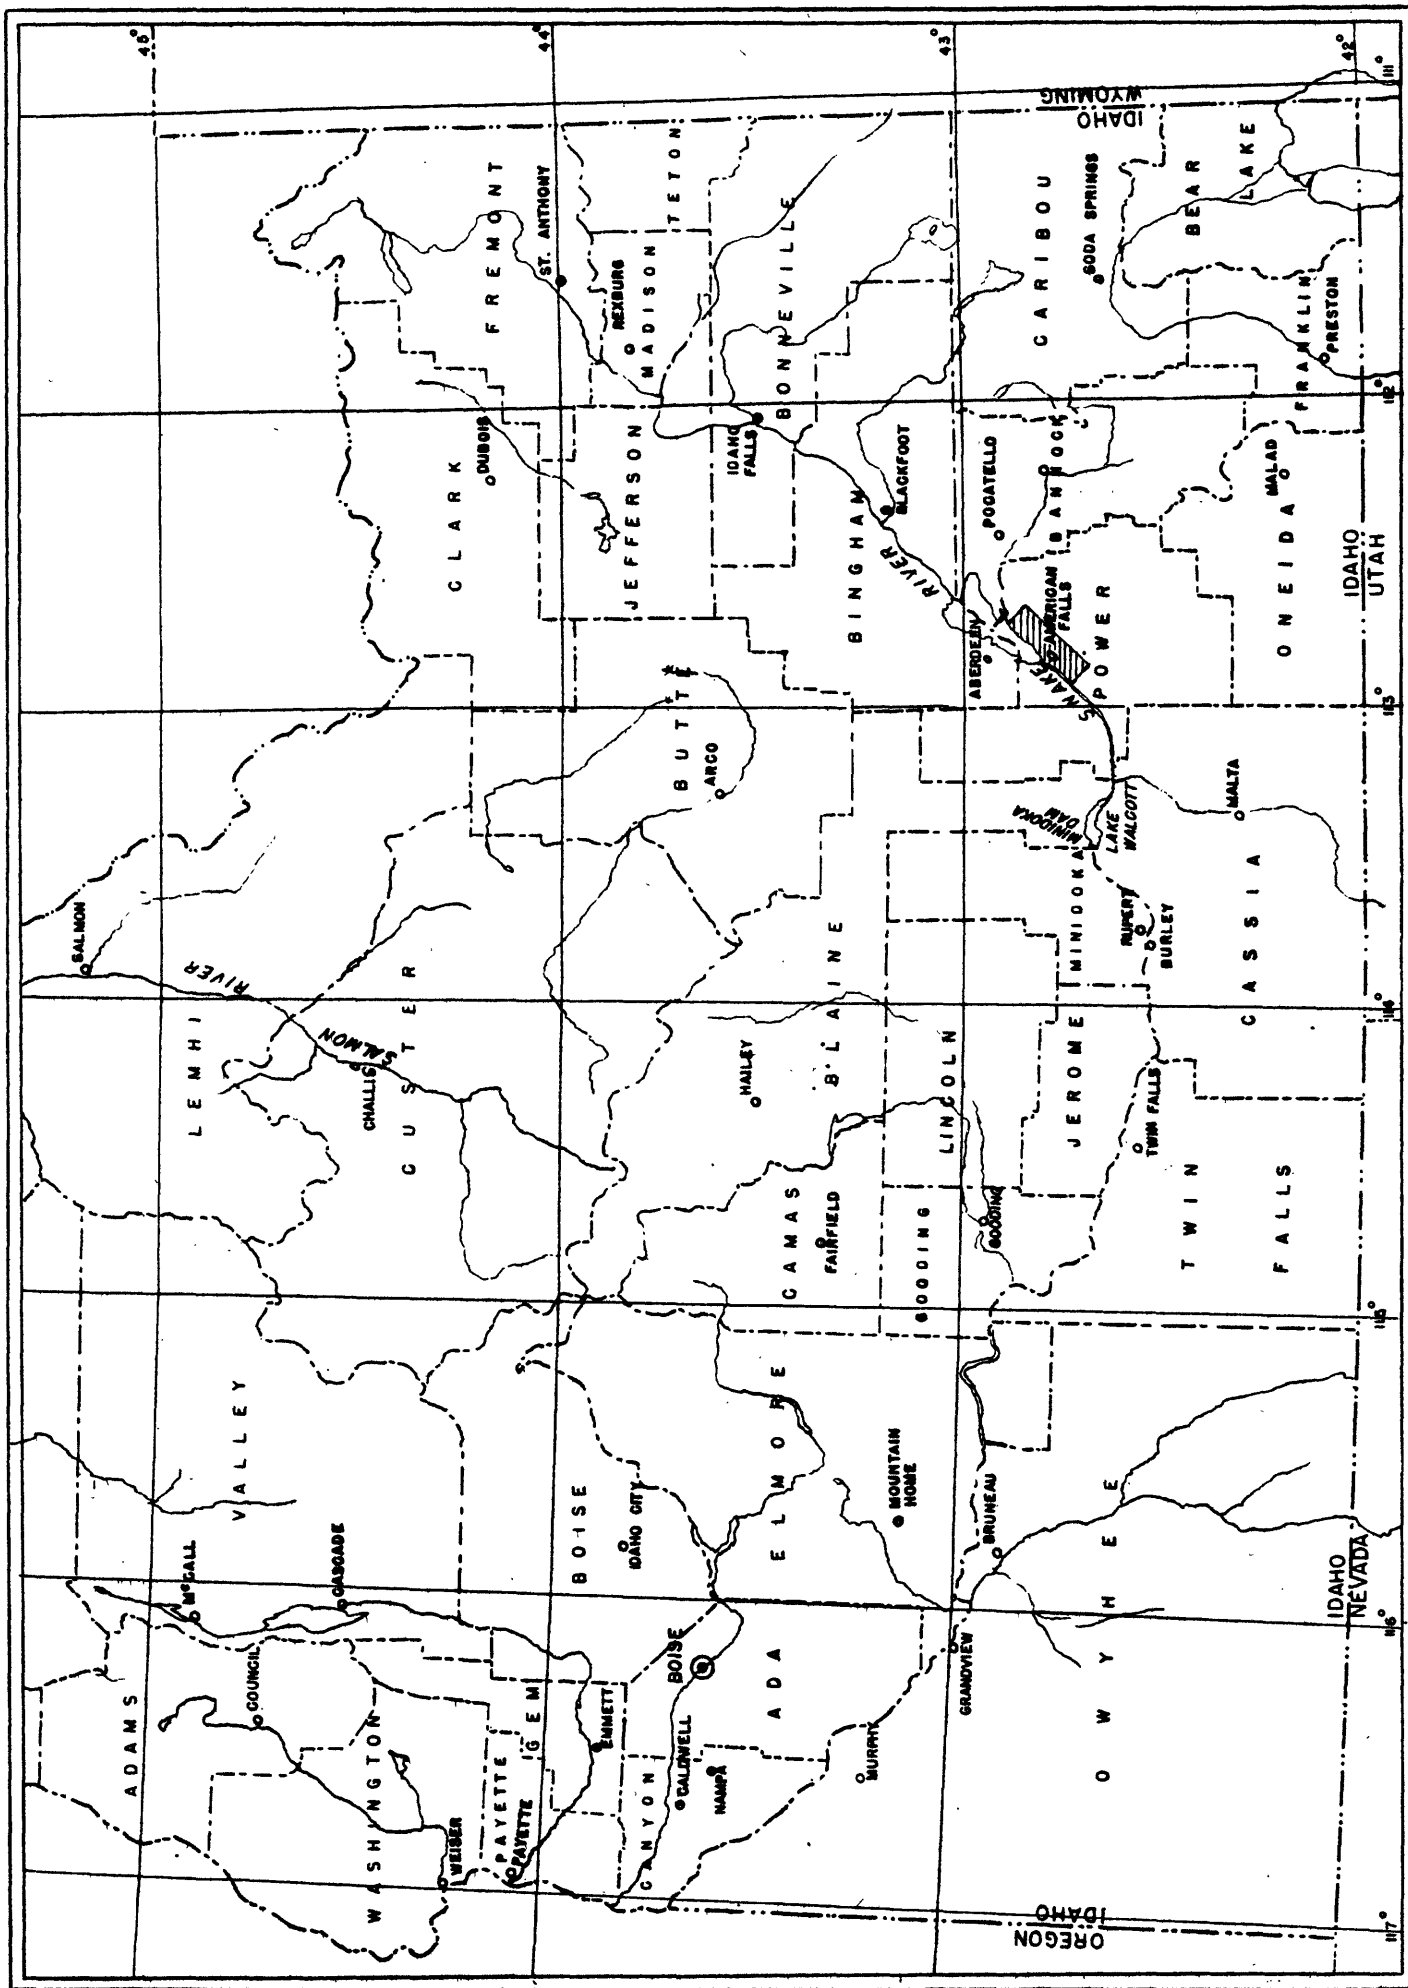 45°
44°
43°
42°
111°
112°
113°
114°
115°
116°
117°
ADAMS
McCALL
VALLEY
COUNCIL
CASCADE
WASHINGTON
WEISER
PAYETTE
PAYETTE
GEM
EMMETT
BOISE
IDAHO CITY
CANYON
CALDWELL
NAMPA
BOISE
ADA
ELMORE
MOUNTAIN
HOME
MURPHY
GRANDVIEW
BRUNEAU
OWYHEE
OREGON
IDAHO
IDAHO
NEVADA
LEMHI
SALMON
RIVER
SALMON
CHALLIS
CUSTER
HAILEY
BLAINE
CAMAS
FAIRFIELD
GOODING
GOODING
LINCOLN
JEROME
MINIDOKA
TWIN FALLS
TWIN
FALLS
RUPERT
BURLEY
CASSIA
MINIDOKA
DAM
LAKE
WALCOTT
MALTA
CLARK
DUBOIS
FREMONT
ST. ANTHONY
REXBURG
MADISON
TETON
JEFFERSON
BUTTE
ARCO
IDAHO
FALLS
BONNEVILLE
BINGHAM
BLACKFOOT
RIVER
SNAKE
ABERDEEN
AMERICAN
FALLS
POCATELLO
BANNOCK
POWER
CARIBOU
SODA SPRINGS
BEAR
LAKE
FRANKLIN
PRESTON
MALAD
ONEIDA
IDAHO
WYOMING
IDAHO
UTAH